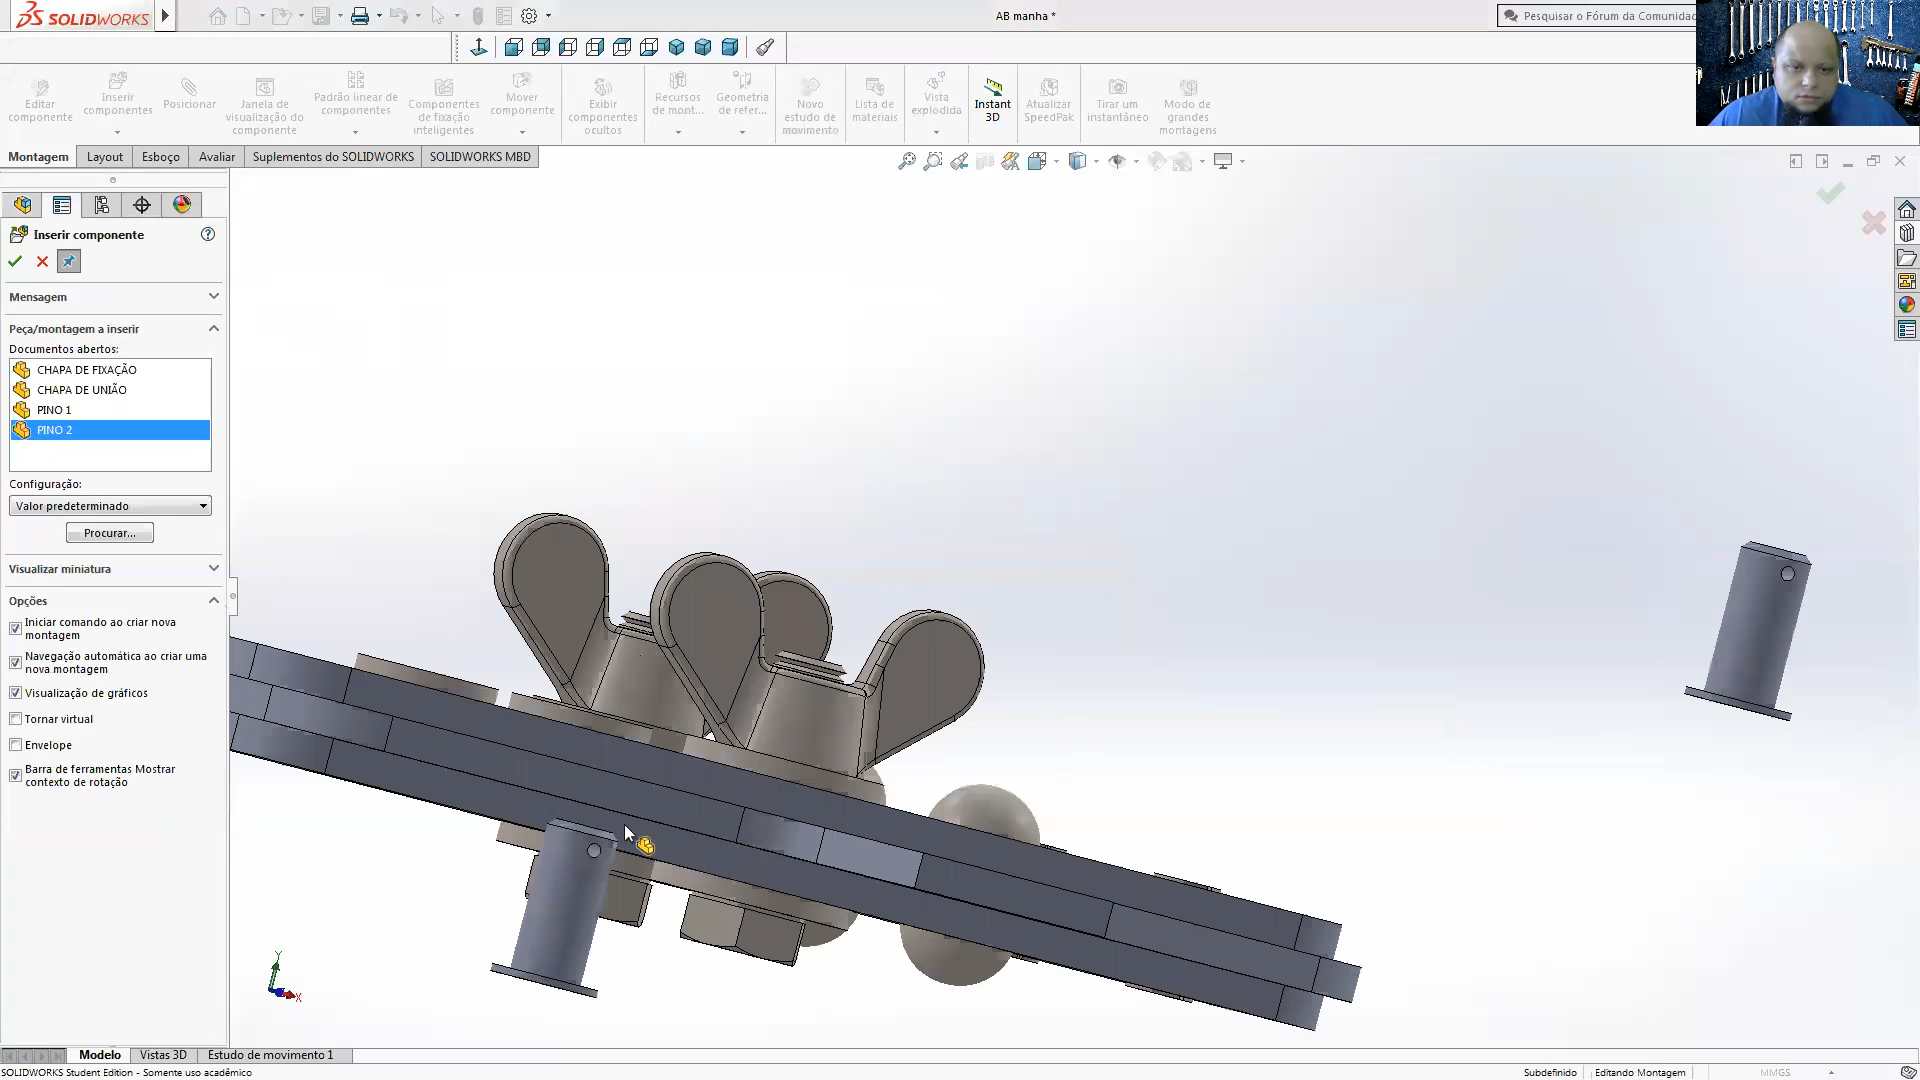 SOLIDWORKS
AB manha *
Pesquisar o Fórum da Comunidac
Editar componente
Inserir componentes
Posicionar
Janela de visualização do componente
Padrão linear de componentes
Componentes de fixação inteligentes
Mover componente
Exibir componentes ocultos
Recursos de mont...
Geometria de refer...
Novo estudo de movimento
Lista de materiais
Vista explodida
Instant 3D
Atualizar SpeedPak
Tirar um instantâneo
Modo de grandes montagens
Montagem
Layout
Esboço
Avaliar
Suplementos do SOLIDWORKS
SOLIDWORKS MBD
Inserir componente
Mensagem
Peça/montagem a inserir
Documentos abertos:
CHAPA DE FIXAÇÃO
CHAPA DE UNIÃO
PINO 1
PINO 2
Configuração:
Valor predeterminado
Procurar...
Visualizar miniatura
Opções
Iniciar comando ao criar nova
montagem
Navegação automática ao criar uma
nova montagem
Visualização de gráficos
Tornar virtual
Envelope
Barra de ferramentas Mostrar
contexto de rotação
Y
X
Modelo
Vistas 3D
Estudo de movimento 1
SOLIDWORKS Student Edition - Somente uso acadêmico
Subdefinido
Editando Montagem
MMGS